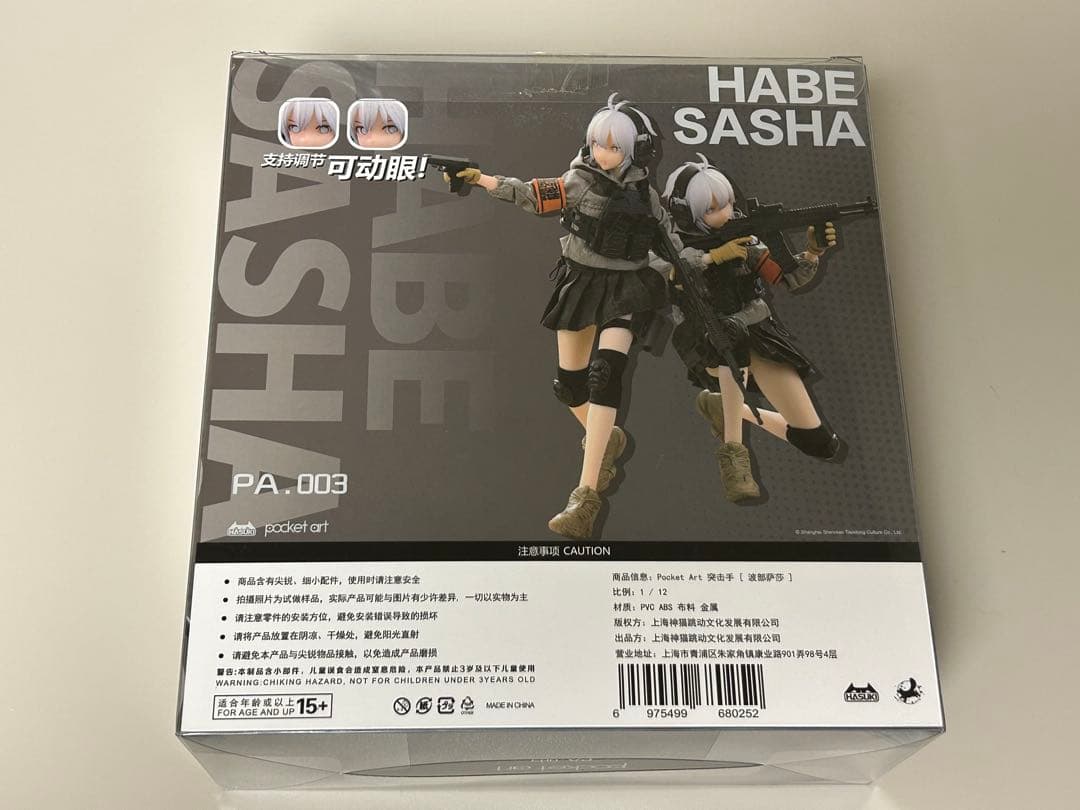 HABE
SASHA
HABE
SASHA
支持调节 可动眼!
PA.003
HASUKI pocket art
© Shanghai Shenmao Tiaodong Culture Co., Ltd.
注意事项 CAUTION
• 商品含有尖锐、细小配件，使用时请注意安全
• 拍摄照片为试做样品，实际产品可能与图片有少许差异，一切以实物为主
• 请注意零件的安装方位，避免安装错误导致的损坏
• 请将产品放置在阴凉、干燥处，避免阳光直射
• 请避免本产品与尖锐物品接触，以免造成产品磨损
警告:本制品含小部件，儿童误食会造成窒息危险，本产品禁止3岁及以下儿童使用
WARNING:CHIKING HAZARD, NOT FOR CHILDREN UNDER 3YEARS OLD
适合年龄或以上 15+
FOR AGE AND UP
MADE IN CHINA
商品信息：Pocket Art 突击手 [ 波部萨莎 ]
比例：1 / 12
材质：PVC ABS 布料 金属
版权方：上海神猫跳动文化发展有限公司
出品方：上海神猫跳动文化发展有限公司
营业地址：上海市青浦区朱家角镇康业路901弄98号4层
6 975499 680252
HASUKI
PA.003
pocket art